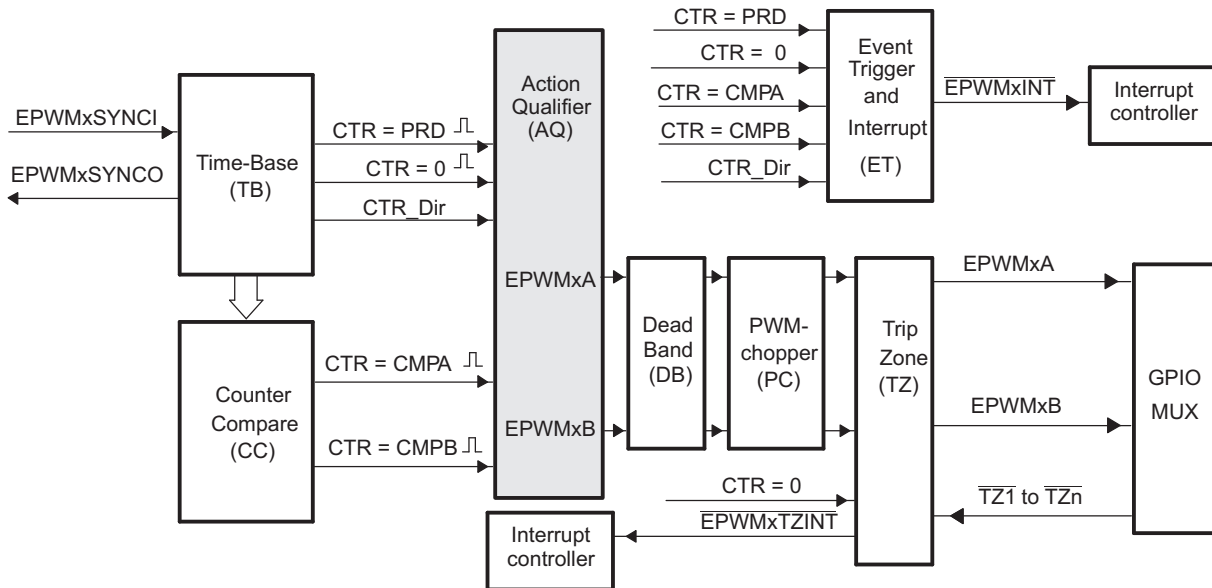 EPWMxSYNCI
EPWMxSYNCO
Time-Base
(TB)
CTR = PRD
CTR = 0
CTR_Dir
Counter
Compare
(CC)
CTR = CMPA
CTR = CMPB
Action
Qualifier
(AQ)
EPWMxA
EPWMxB
CTR = PRD
CTR = 0
CTR = CMPA
CTR = CMPB
CTR_Dir
Event
Trigger
and
Interrupt
(ET)
EPWMxINT
Interrupt
controller
Dead
Band
(DB)
PWM-
chopper
(PC)
Trip
Zone
(TZ)
EPWMxA
EPWMxB
TZ1 to TZn
GPIO
MUX
CTR = 0
EPWMxTZINT
Interrupt
controller